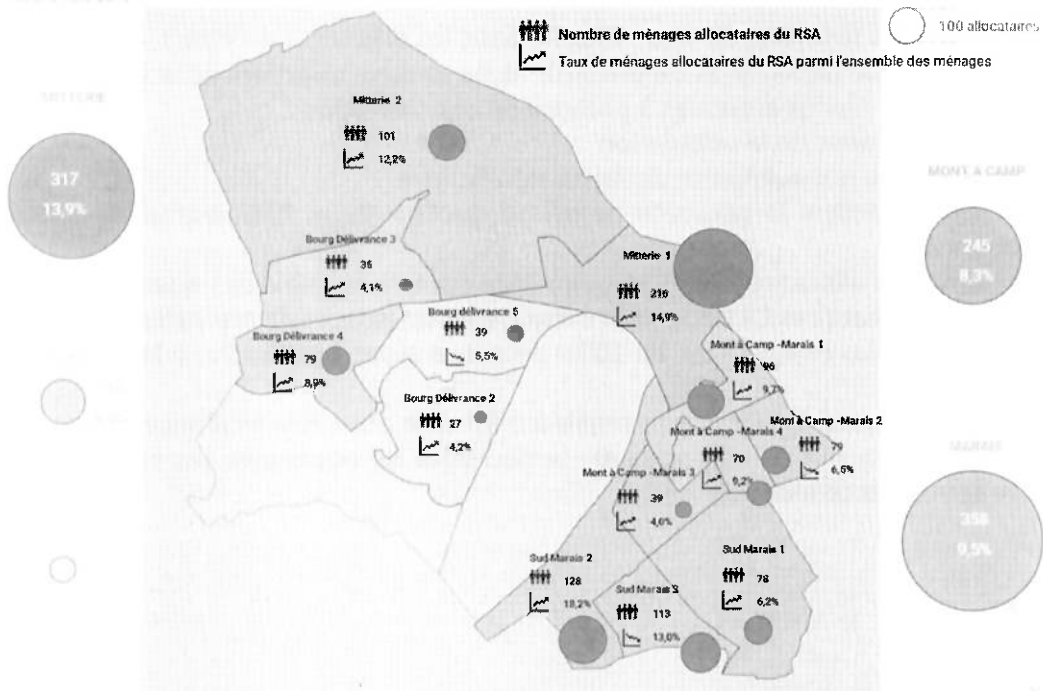 Nombre de ménages allocataires du RSA
Taux de ménages allocataires du RSA parmi l'ensemble des ménages
100 allocataires
MITTERIE
317
13,9%
MONT A CAMP
245
8,3%
MARAIS
358
9,5%
Mitterie 2
101
12,2%
Bourg Délivrance 3
36
4,1%
Mitterie 1
216
14,9%
Bourg délivrance 5
39
5,5%
Bourg Délivrance 4
79
8,9%
Bourg Délivrance 2
27
4,2%
Mont à Camp -Marais 1
96
9,7%
Mont à Camp -Marais 2
79
6,5%
Mont à Camp -Marais 4
70
9,2%
Mont à Camp -Marais 3
39
4,0%
Sud Marais 2
128
Sud Marais 3
113
13,0%
Sud Marais 1
78
6,2%